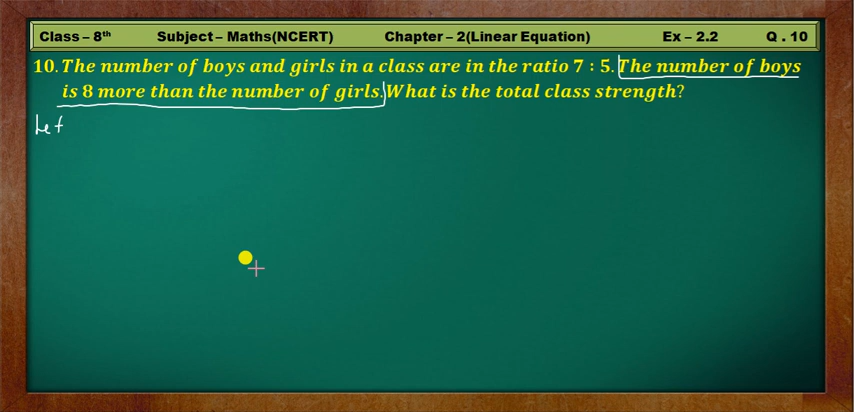 Class – 8th Subject – Maths(NCERT) Chapter – 2(Linear Equation) Ex – 2.2 Q . 10
10. The number of boys and girls in a class are in the ratio 7 : 5. The number of boys
is 8 more than the number of girls. What is the total class strength?
Let